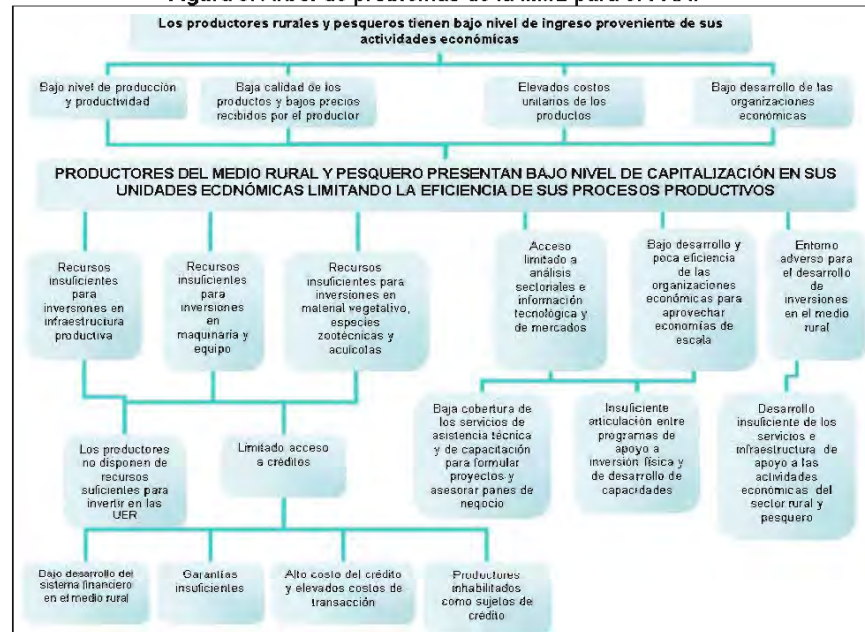 Los productores rurales y pesqueros tienen bajo nivel de ingreso proveniente de sus
actividades económicas
Bajo nivel de producción
y productividad
Baja calidad de los
productos y bajos precios
recibidos por el productor
Elevados costos
unitarios de los
productos
Bajo desarrollo de las
organizaciones
económicas
PRODUCTORES DEL MEDIO RURAL Y PESQUERO PRESENTAN BAJO NIVEL DE CAPITALIZACIÓN EN SUS
UNIDADES ECONÓMICAS LIMITANDO LA EFICIENCIA DE SUS PROCESOS PRODUCTIVOS
Recursos
insuficientes
para
inversiones en
infraestructura
productiva
Recursos
insuficientes
para
inversiones
en
maquinaria y
equipo
Recursos
insuficientes para
inversiones en
material vegetativo,
especies
zootécnicas y
acuícolas
Acceso
limitado a
análisis
sectoriales e
información
tecnológica y
de mercados
Bajo desarrollo y
poca eficiencia
de las
organizaciones
económicas para
aprovechar
economías de
escala
Entorno
adverso para
el desarrollo
de
inversiones
en el medio
rural
Los productores
no disponen de
recursos
suficientes para
invertir en las
UER
Limitado acceso
a créditos
Baja cobertura de
los servicios de
asistencia técnica
y de capacitación
para formular
proyectos y
asesorar panes de
negocio
Insuficiente
articulación entre
programas de
apoyo a
inversión física y
de desarrollo de
capacidades
Desarrollo
insuficiente de los
servicios e
infraestructura de
apoyo a las
actividades
económicas del
sector rural y
pesquero
Bajo desarrollo del
sistema financiero
en el medio rural
Garantías
insuficientes
Alto costo del crédito
y elevados costos de
transacción
Productores
inhabilitados
como sujetos de
crédito